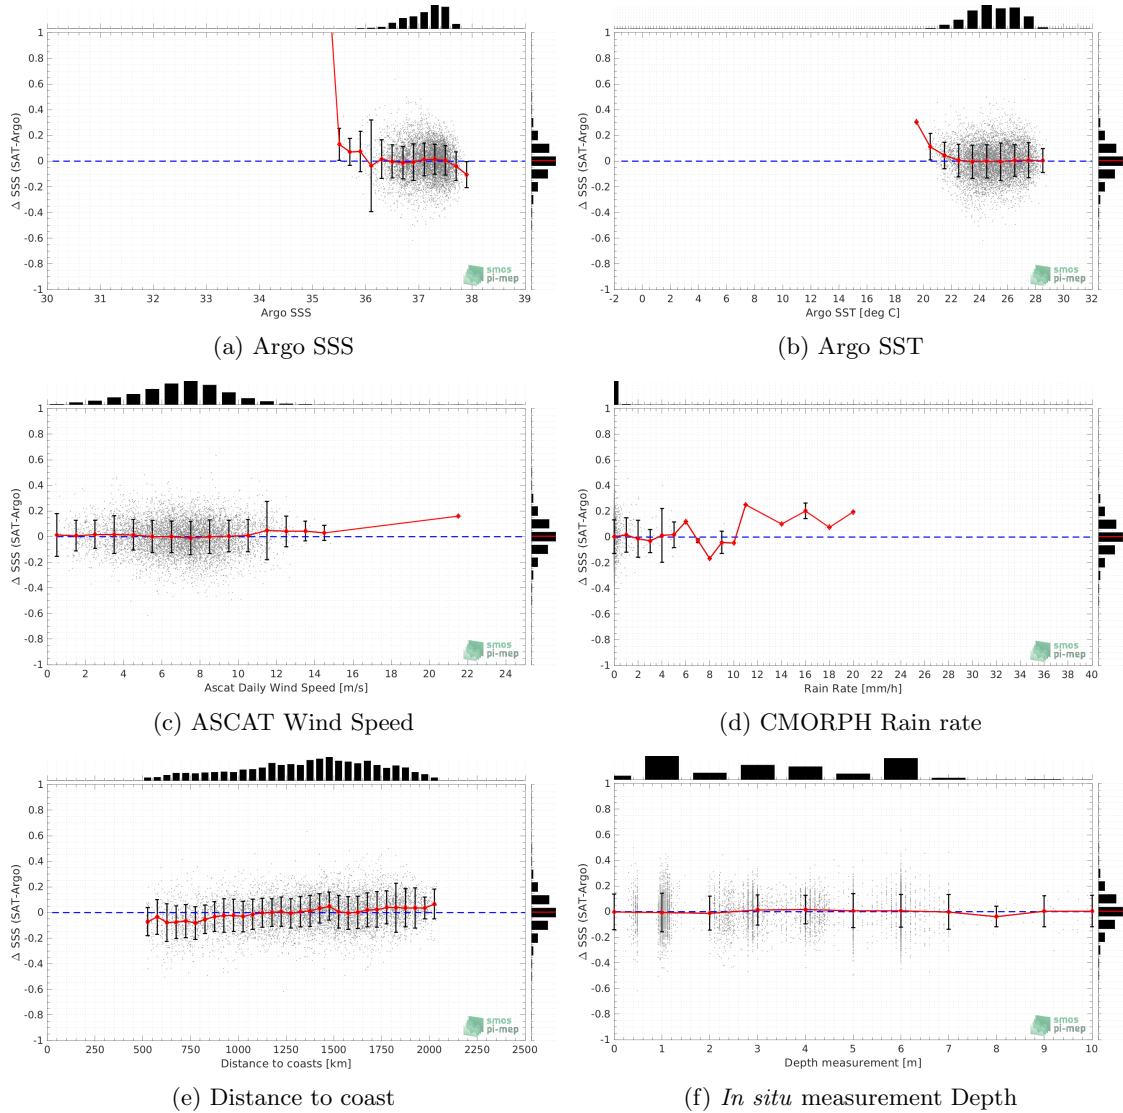 1
0.8
0.6
0.4
0.2
0
-0.2
-0.4
-0.6
-0.8
-1
Δ SSS (SAT-Argo)
smos
pi-mep
30 31 32 33 34 35 36 37 38 39
Argo SSS
(a) Argo SSS
1
0.8
0.6
0.4
0.2
0
-0.2
-0.4
-0.6
-0.8
-1
Δ SSS (SAT-Argo)
smos
pi-mep
-2 0 2 4 6 8 10 12 14 16 18 20 22 24 26 28 30 32
Argo SST [deg C]
(b) Argo SST
1
0.8
0.6
0.4
0.2
0
-0.2
-0.4
-0.6
-0.8
-1
Δ SSS (SAT-Argo)
smos
pi-mep
0 2 4 6 8 10 12 14 16 18 20 22 24
Ascat Daily Wind Speed [m/s]
(c) ASCAT Wind Speed
1
0.8
0.6
0.4
0.2
0
-0.2
-0.4
-0.6
-0.8
-1
Δ SSS (SAT-Argo)
smos
pi-mep
0 2 4 6 8 10 12 14 16 18 20 22 24 26 28 30 32 34 36 38 40
Rain Rate [mm/h]
(d) CMORPH Rain rate
1
0.8
0.6
0.4
0.2
0
-0.2
-0.4
-0.6
-0.8
-1
Δ SSS (SAT-Argo)
smos
pi-mep
0 250 500 750 1000 1250 1500 1750 2000 2250 2500
Distance to coasts [km]
(e) Distance to coast
1
0.8
0.6
0.4
0.2
0
-0.2
-0.4
-0.6
-0.8
-1
Δ SSS (SAT-Argo)
smos
pi-mep
0 1 2 3 4 5 6 7 8 9 10
Depth measurement [m]
(f) In situ measurement Depth